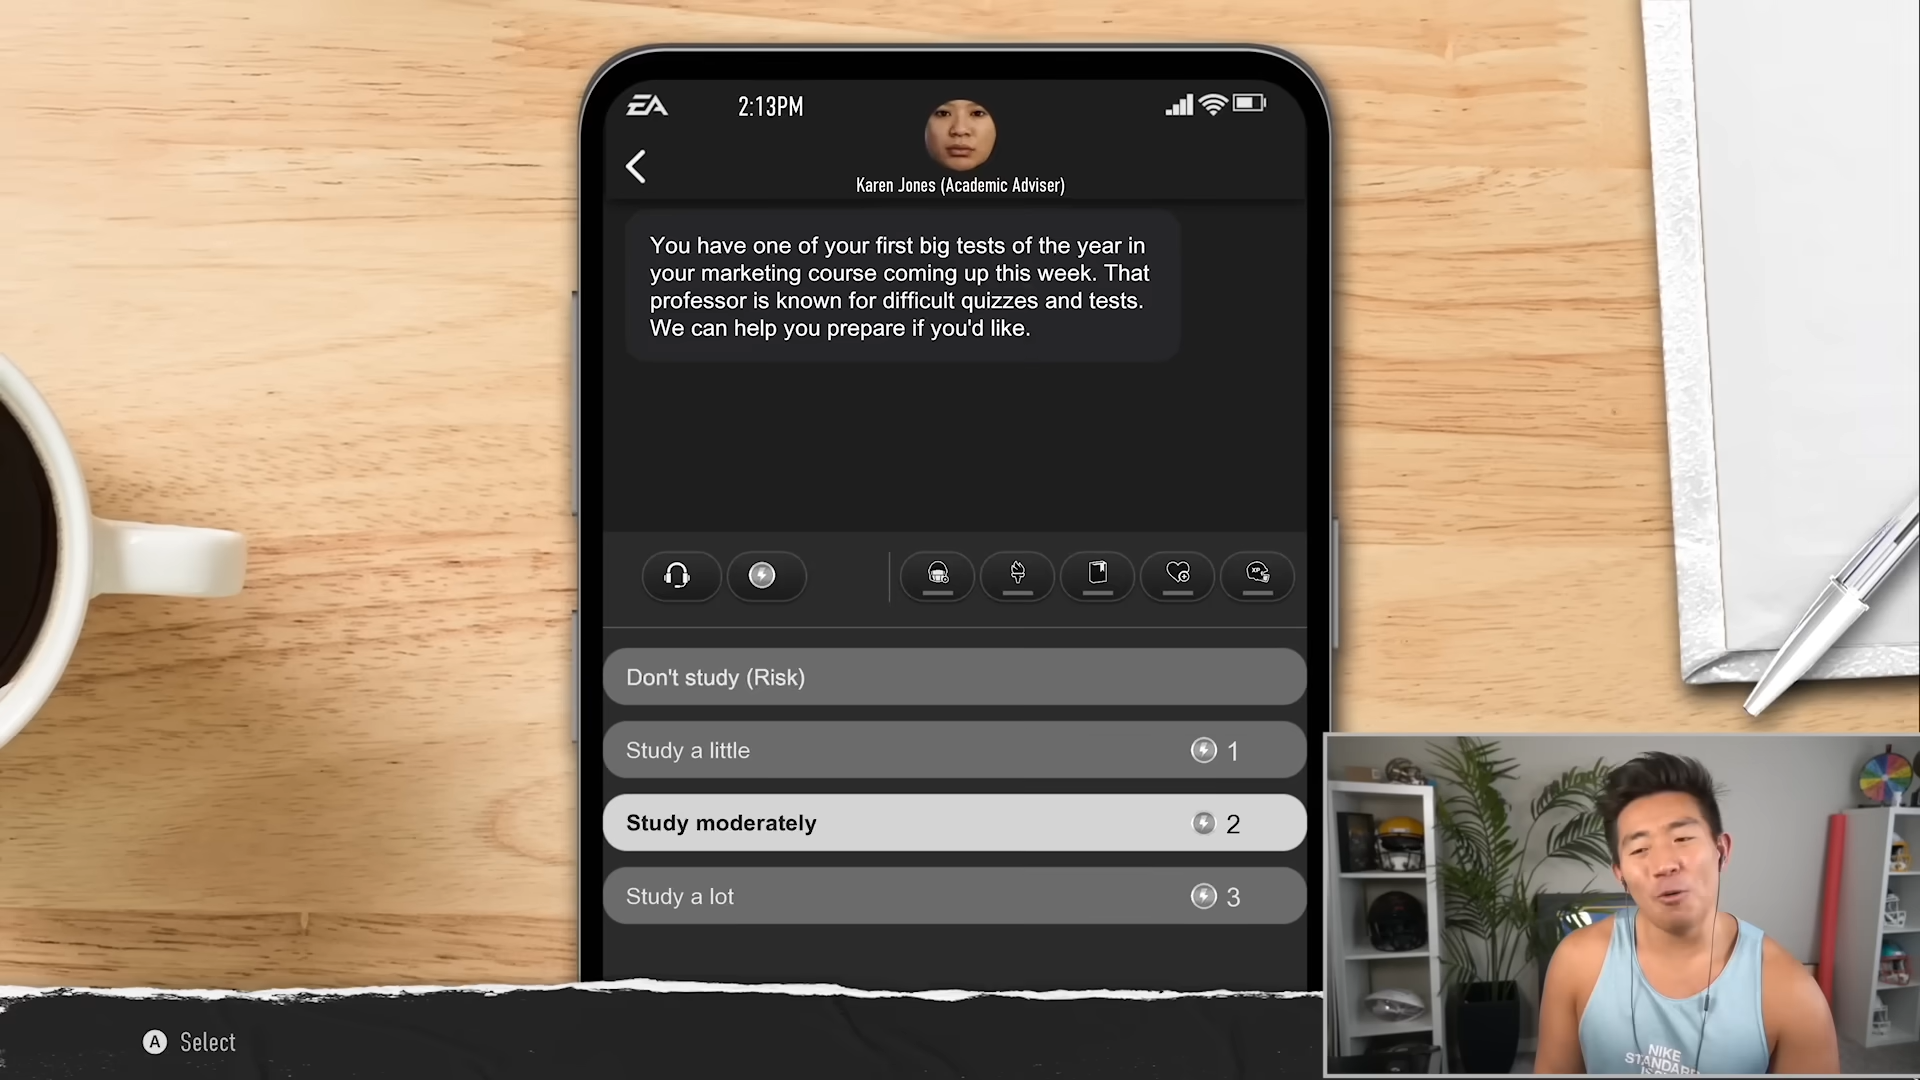 EA
2:13PM
Karen Jones (Academic Adviser)
You have one of your first big tests of the year in
your marketing course coming up this week. That
professor is known for difficult quizzes and tests.
We can help you prepare if you'd like.
XP
Don't study (Risk)
Study a little 1
Study moderately 2
Study a lot 3
A Select
NIKE